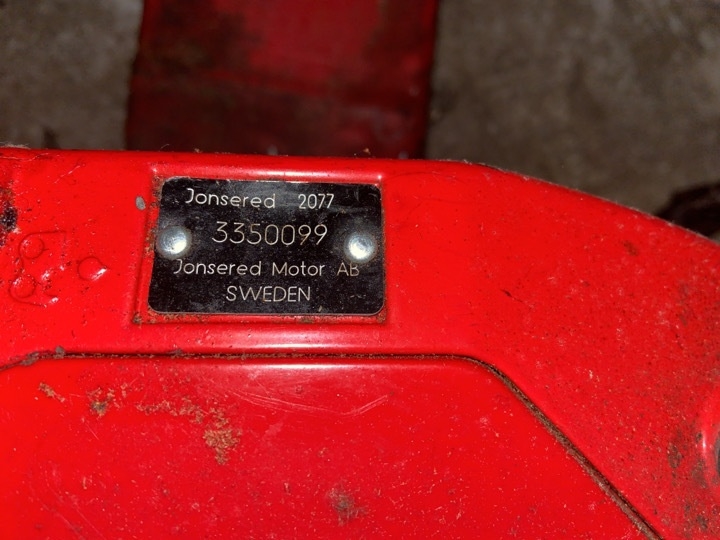 Jonsered 2077
3350099
Jonsered Motor AB
SWEDEN